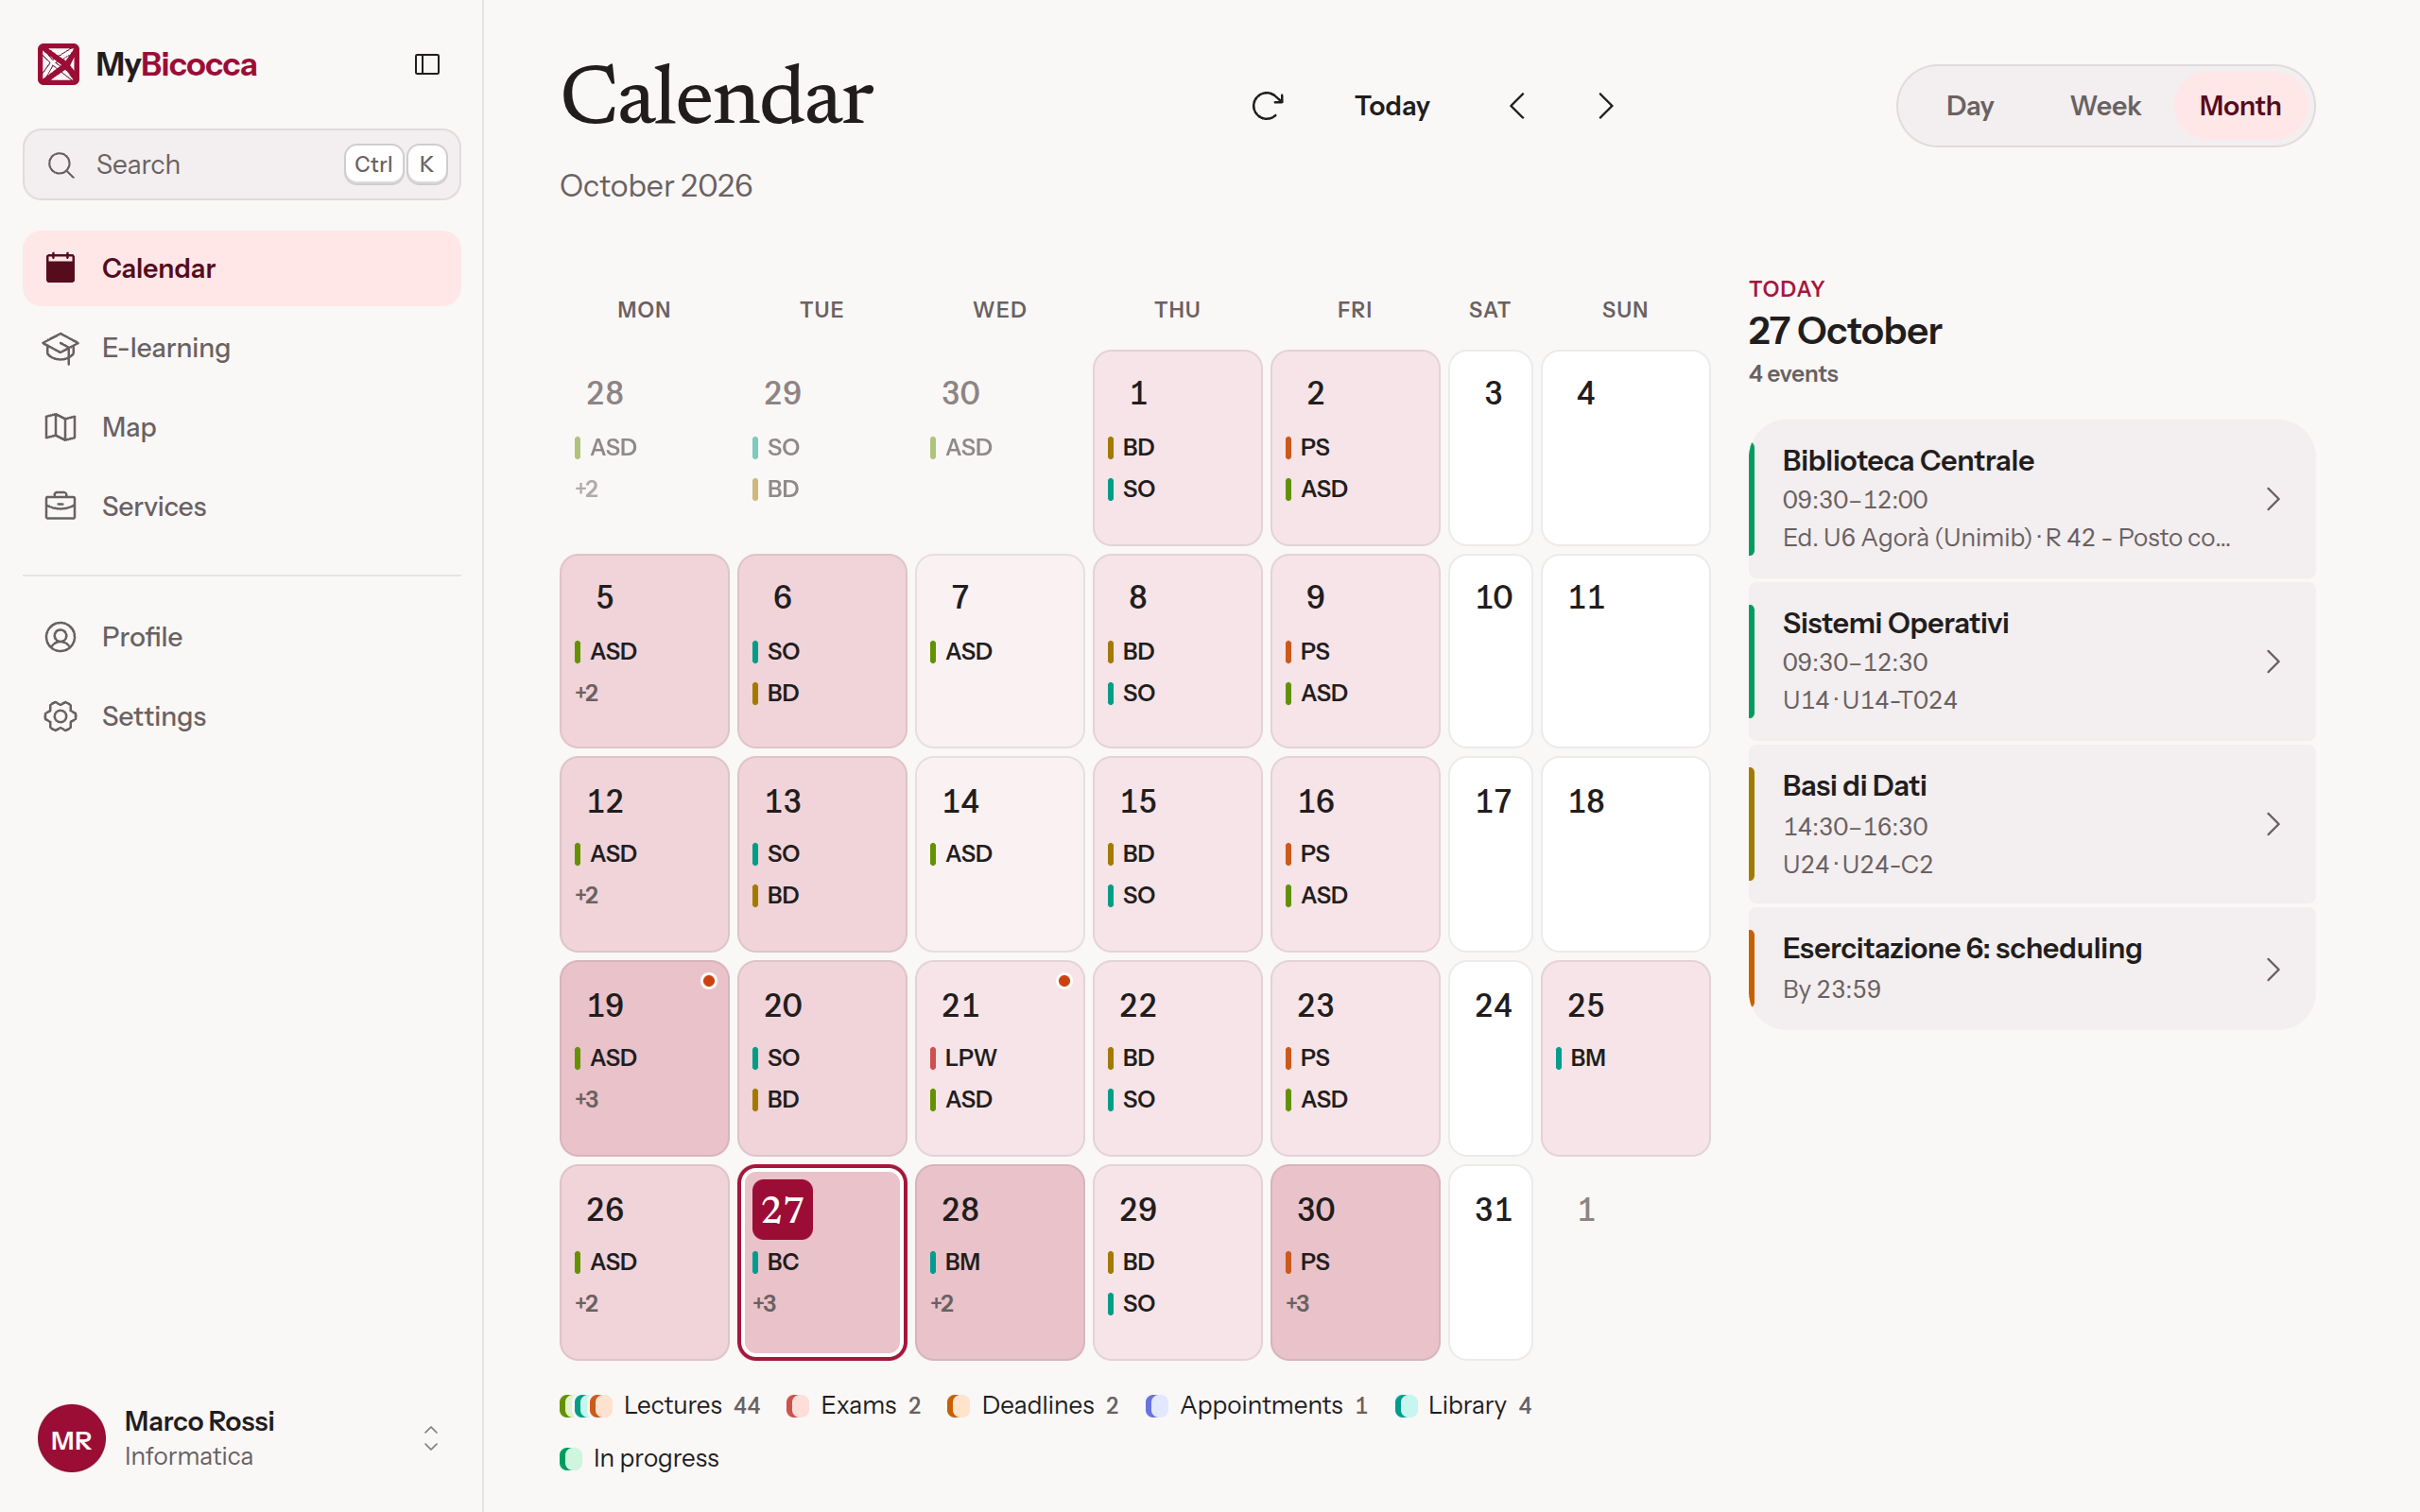 MyBicocca
Search Ctrl K
Calendar
E-learning
Map
Services
Profile
Settings
MR
Marco Rossi
Informatica
Calendar
October 2026
Today
Day Week Month
MON TUE WED THU FRI SAT SUN
28 29 30 1 2 3 4
ASD SO ASD BD PS
+2 BD SO ASD
5 6 7 8 9 10 11
ASD SO ASD BD PS
+2 BD SO ASD
12 13 14 15 16 17 18
ASD SO ASD BD PS
+2 BD SO ASD
19 20 21 22 23 24 25
ASD SO LPW BD PS BM
+3 BD ASD SO ASD
26 27 28 29 30 31 1
ASD BC BM BD PS
+2 +3 +2 SO +3
Lectures 44 Exams 2 Deadlines 2 Appointments 1 Library 4
In progress
TODAY
27 October
4 events
Biblioteca Centrale
09:30–12:00
Ed. U6 Agorà (Unimib) · R 42 - Posto co...
Sistemi Operativi
09:30–12:30
U14 · U14-T024
Basi di Dati
14:30–16:30
U24 · U24-C2
Esercitazione 6: scheduling
By 23:59